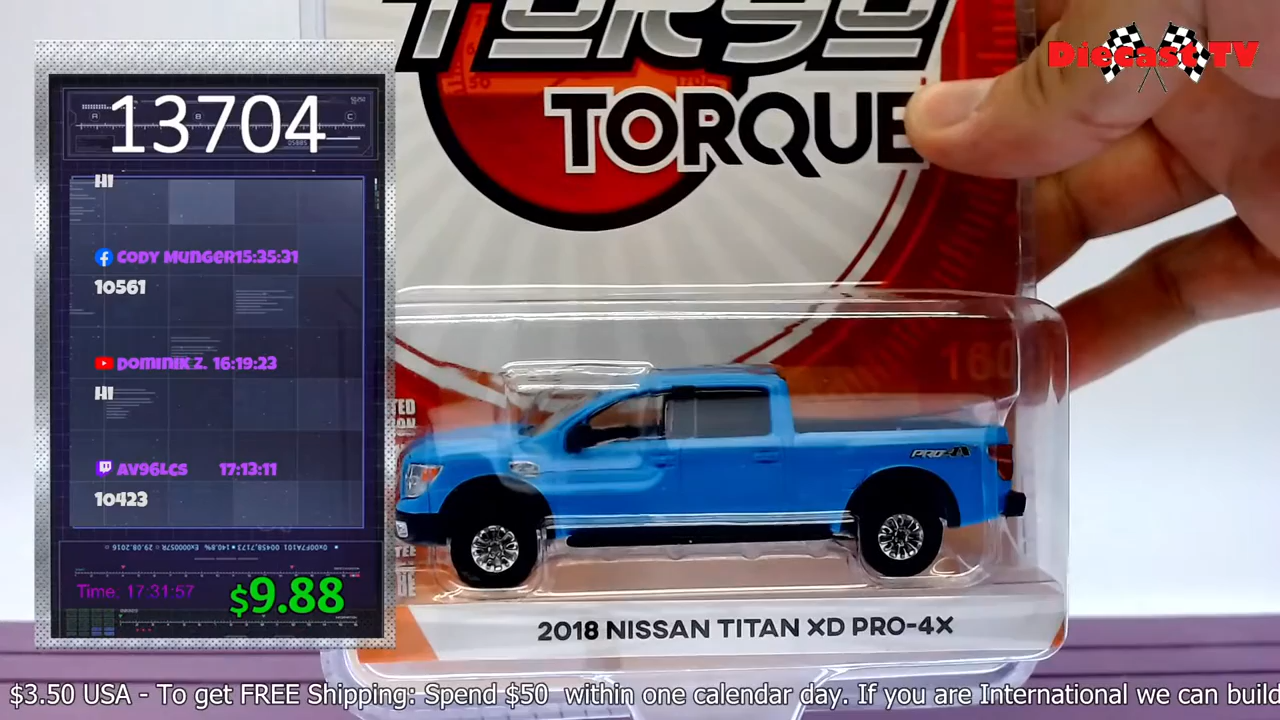 TORQUE
Diecast TV
13704
A
B
C
HI
Cody Munger15:35:31
10561
Dominik Z. 16:19:23
HI
AV96LCS 17:13:11
10423
Time: 17:31:57
$9.88
160
PRO-4X
2018 NISSAN TITAN XD PRO-4X
$3.50 USA - To get FREE Shipping: Spend $50 within one calendar day. If you are International we can build